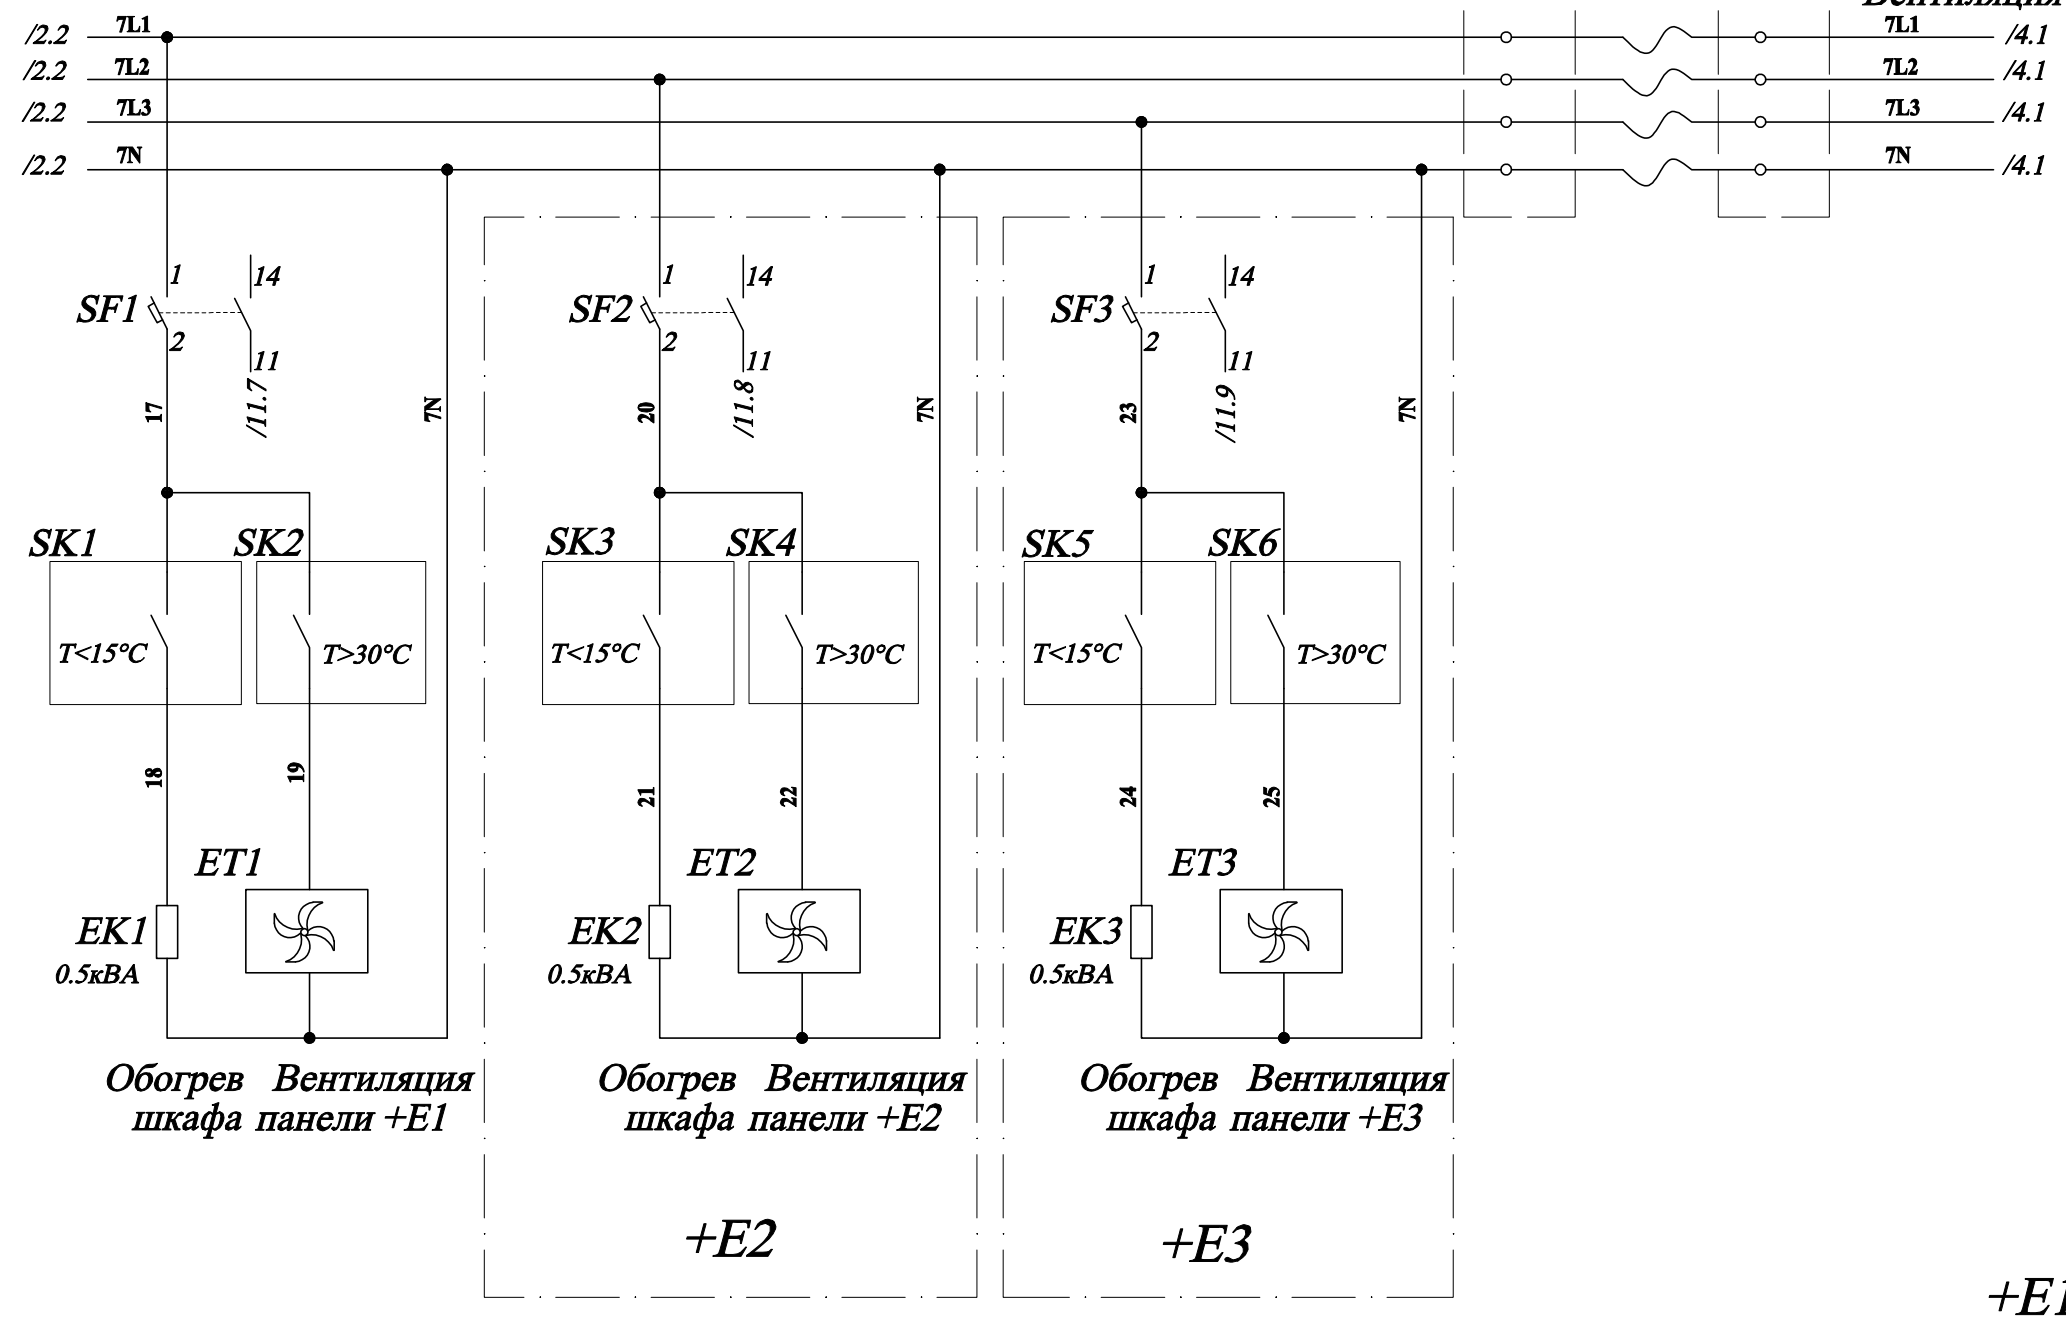 Вентиляция
/2.2 7L1 7L1 /4.1
/2.2 7L2 7L2 /4.1
/2.2 7L3 7L3 /4.1
/2.2 7N 7N /4.1
1 14 1 14 1 14
SF1 SF2 SF3
2 11 2 11 2 11
17 /11.7 7N 20 /11.8 7N 23 /11.9 7N
SK1 SK2 SK3 SK4 SK5 SK6
T<15°C T>30°C T<15°C T>30°C T<15°C T>30°C
18 19 21 22 24 25
ET1 ET2 ET3
EK1 EK2 EK3
0.5кВА 0.5кВА 0.5кВА
Обогрев Вентиляция Обогрев Вентиляция Обогрев Вентиляция
шкафа панели +E1 шкафа панели +E2 шкафа панели +E3
+E2 +E3
+E1